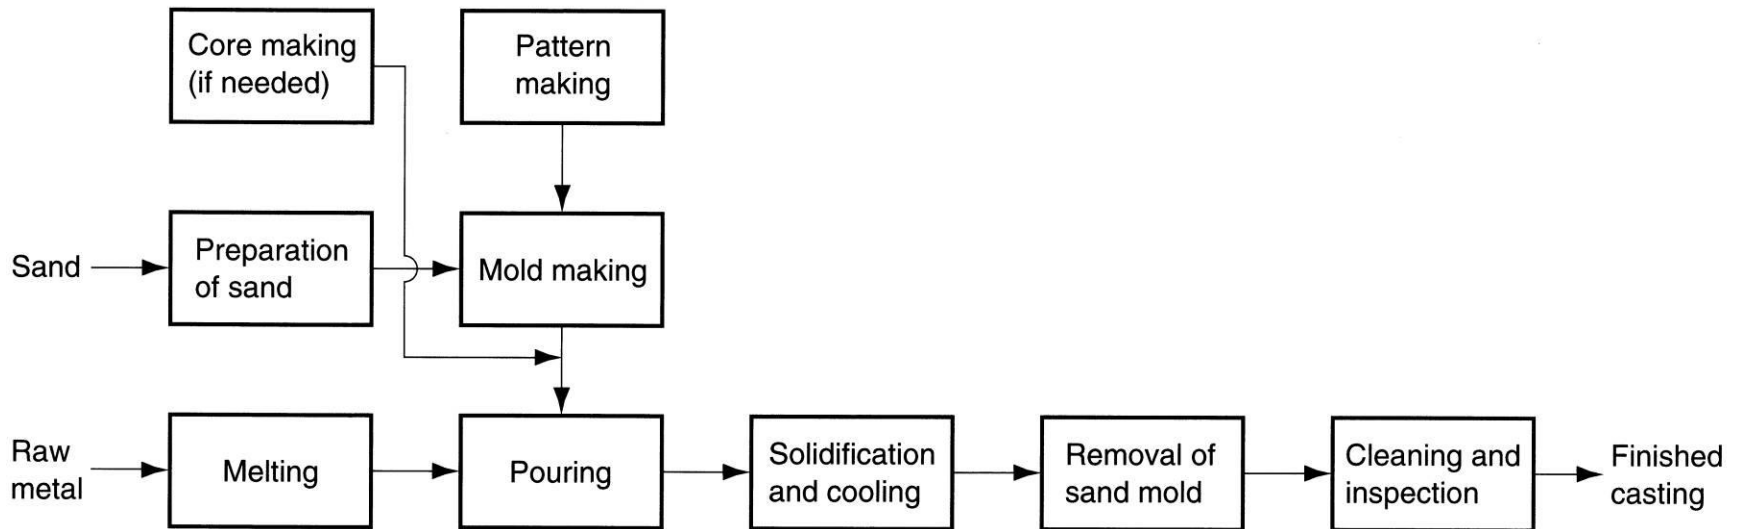 Core making
(if needed)
Pattern
making
Sand
Preparation
of sand
Mold making
Raw
metal
Melting
Pouring
Solidification
and cooling
Removal of
sand mold
Cleaning and
inspection
Finished
casting